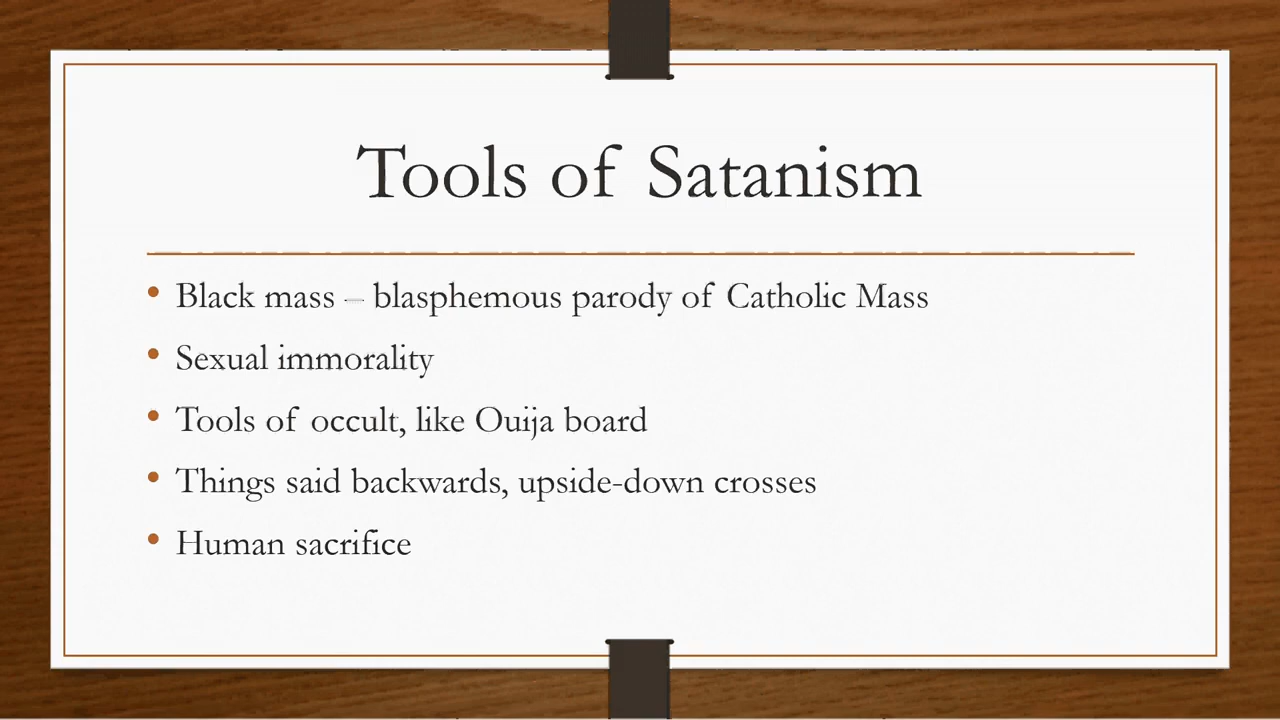 Tools of Satanism
• Black mass – blasphemous parody of Catholic Mass
• Sexual immorality
• Tools of occult, like Ouija board
• Things said backwards, upside-down crosses
• Human sacrifice